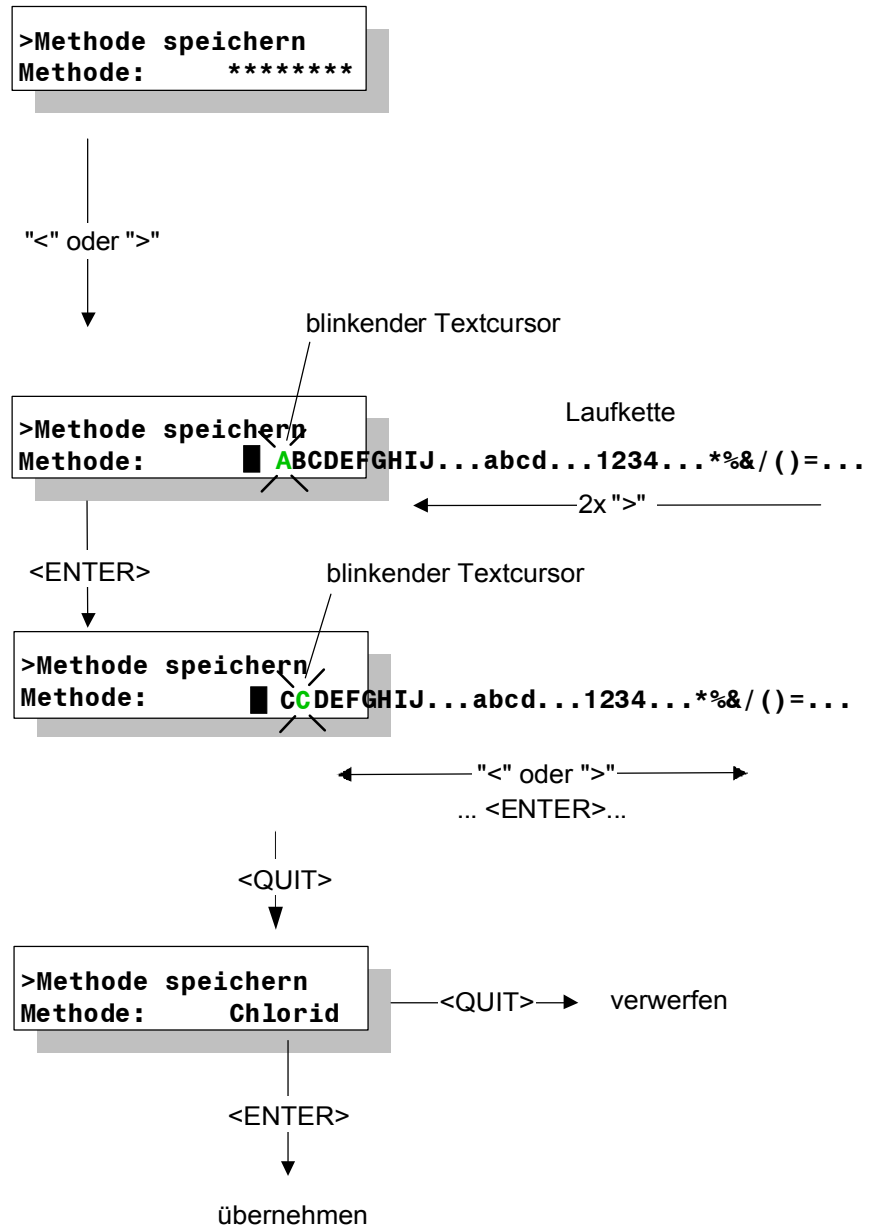 >Methode speichern
Methode: ********
"<" oder ">"
blinkender Textcursor
>Methode speichern
Laufkette
Methode: ABCDEFGHIJ...abcd...1234...*%&/()=...
2x ">"
<ENTER>
blinkender Textcursor
>Methode speichern
Methode: CCDEFGHIJ...abcd...1234...*%&/()=...
"<" oder ">"
... <ENTER>...
<QUIT>
>Methode speichern
Methode: Chlorid
<QUIT> verwerfen
<ENTER>
übernehmen